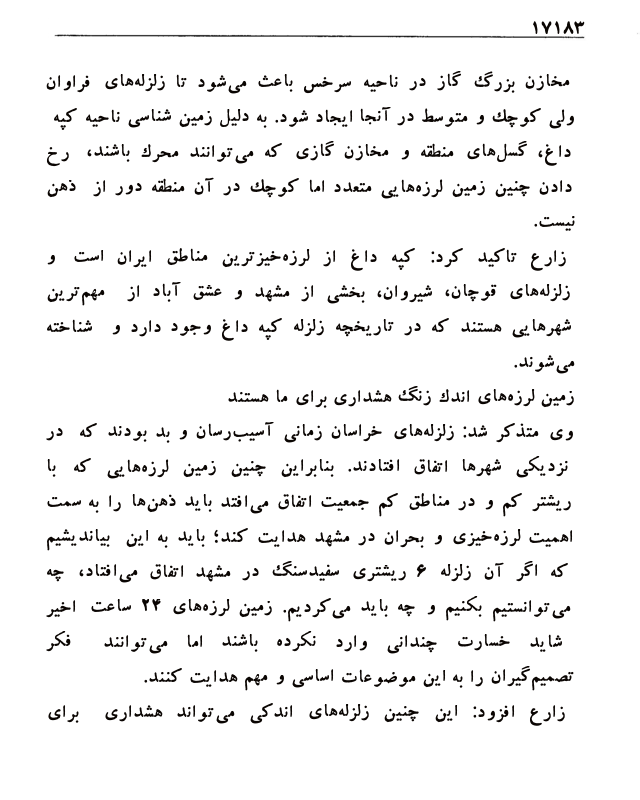 ۱۷۱۸۳
مخازن بزرگ گاز در ناحیه سرخس باعث می‌شود تا زلزله‌های فراوان
ولی کوچک و متوسط در آنجا ایجاد شود. به دلیل زمین شناسی ناحیه کپه
داغ، گسل‌های منطقه و مخازن گازی که می‌توانند محرک باشند، رخ
دادن چنین زمین لرزه‌هایی متعدد اما کوچک در آن منطقه دور از ذهن
نیست.
زارع تاکید کرد: کپه داغ از لرزه‌خیزترین مناطق ایران است و
زلزله‌های قوچان، شیروان، بخشی از مشهد و عشق آباد از مهم‌ترین
شهرهایی هستند که در تاریخچه زلزله کپه داغ وجود دارد و شناخته
می‌شوند.
زمین لرزه‌های اندک زنگ هشداری برای ما هستند
وی متذکر شد: زلزله‌های خراسان زمانی آسیب‌رسان و بد بودند که در
نزدیکی شهرها اتفاق افتادند. بنابراین چنین زمین لرزه‌هایی که با
ریشتر کم و در مناطق کم جمعیت اتفاق می‌افتد باید ذهن‌ها را به سمت
اهمیت لرزه‌خیزی و بحران در مشهد هدایت کند؛ باید به این بیاندیشیم
که اگر آن زلزله ۶ ریشتری سفیدسنگ در مشهد اتفاق می‌افتاد، چه
می‌توانستیم بکنیم و چه باید می‌کردیم. زمین لرزه‌های ۲۴ ساعت اخیر
شاید خسارت چندانی وارد نکرده باشند اما می‌توانند فکر
تصمیم‌گیران را به این موضوعات اساسی و مهم هدایت کنند.
زارع افزود: این چنین زلزله‌های اندکی می‌تواند هشداری برای